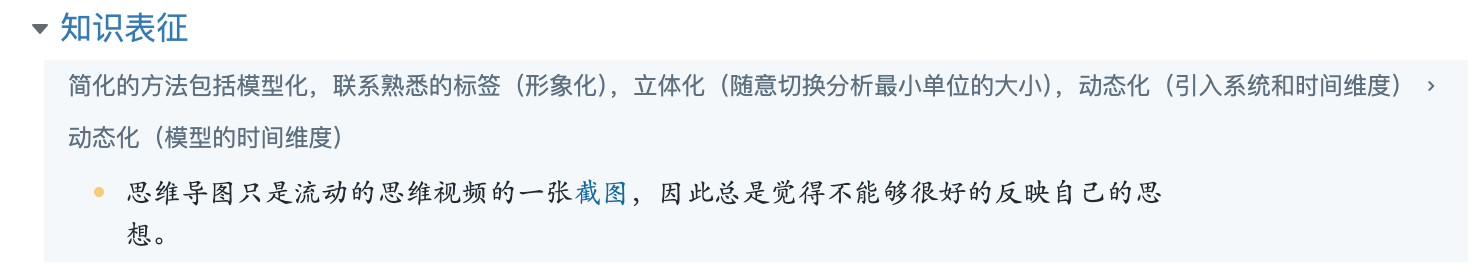 知识表征
简化的方法包括模型化，联系熟悉的标签（形象化），立体化（随意切换分析最小单位的大小），动态化（引入系统和时间维度） ›
动态化（模型的时间维度）
思维导图只是流动的思维视频的一张截图，因此总是觉得不能够很好的反映自己的思
想。